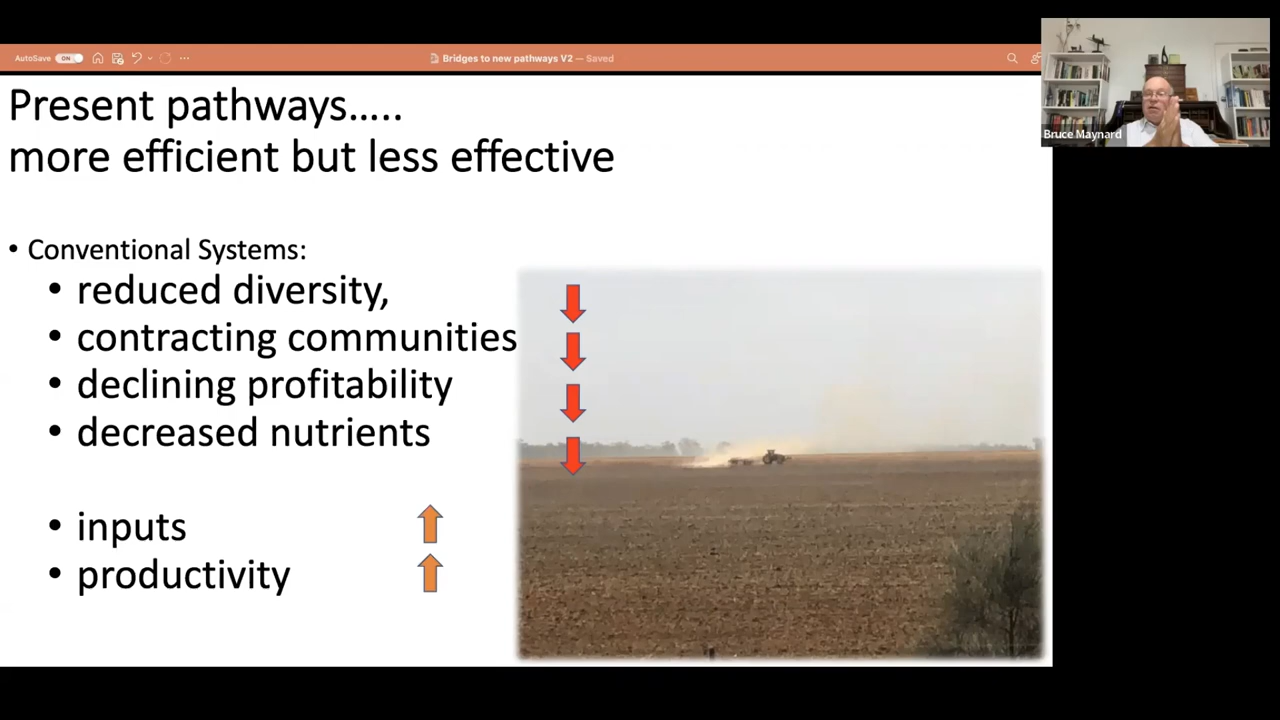 AutoSave ON
Bridges to new pathways V2 — Saved
Bruce Maynard
Present pathways.....
more efficient but less effective
• Conventional Systems:
• reduced diversity,
• contracting communities
• declining profitability
• decreased nutrients
• inputs
• productivity